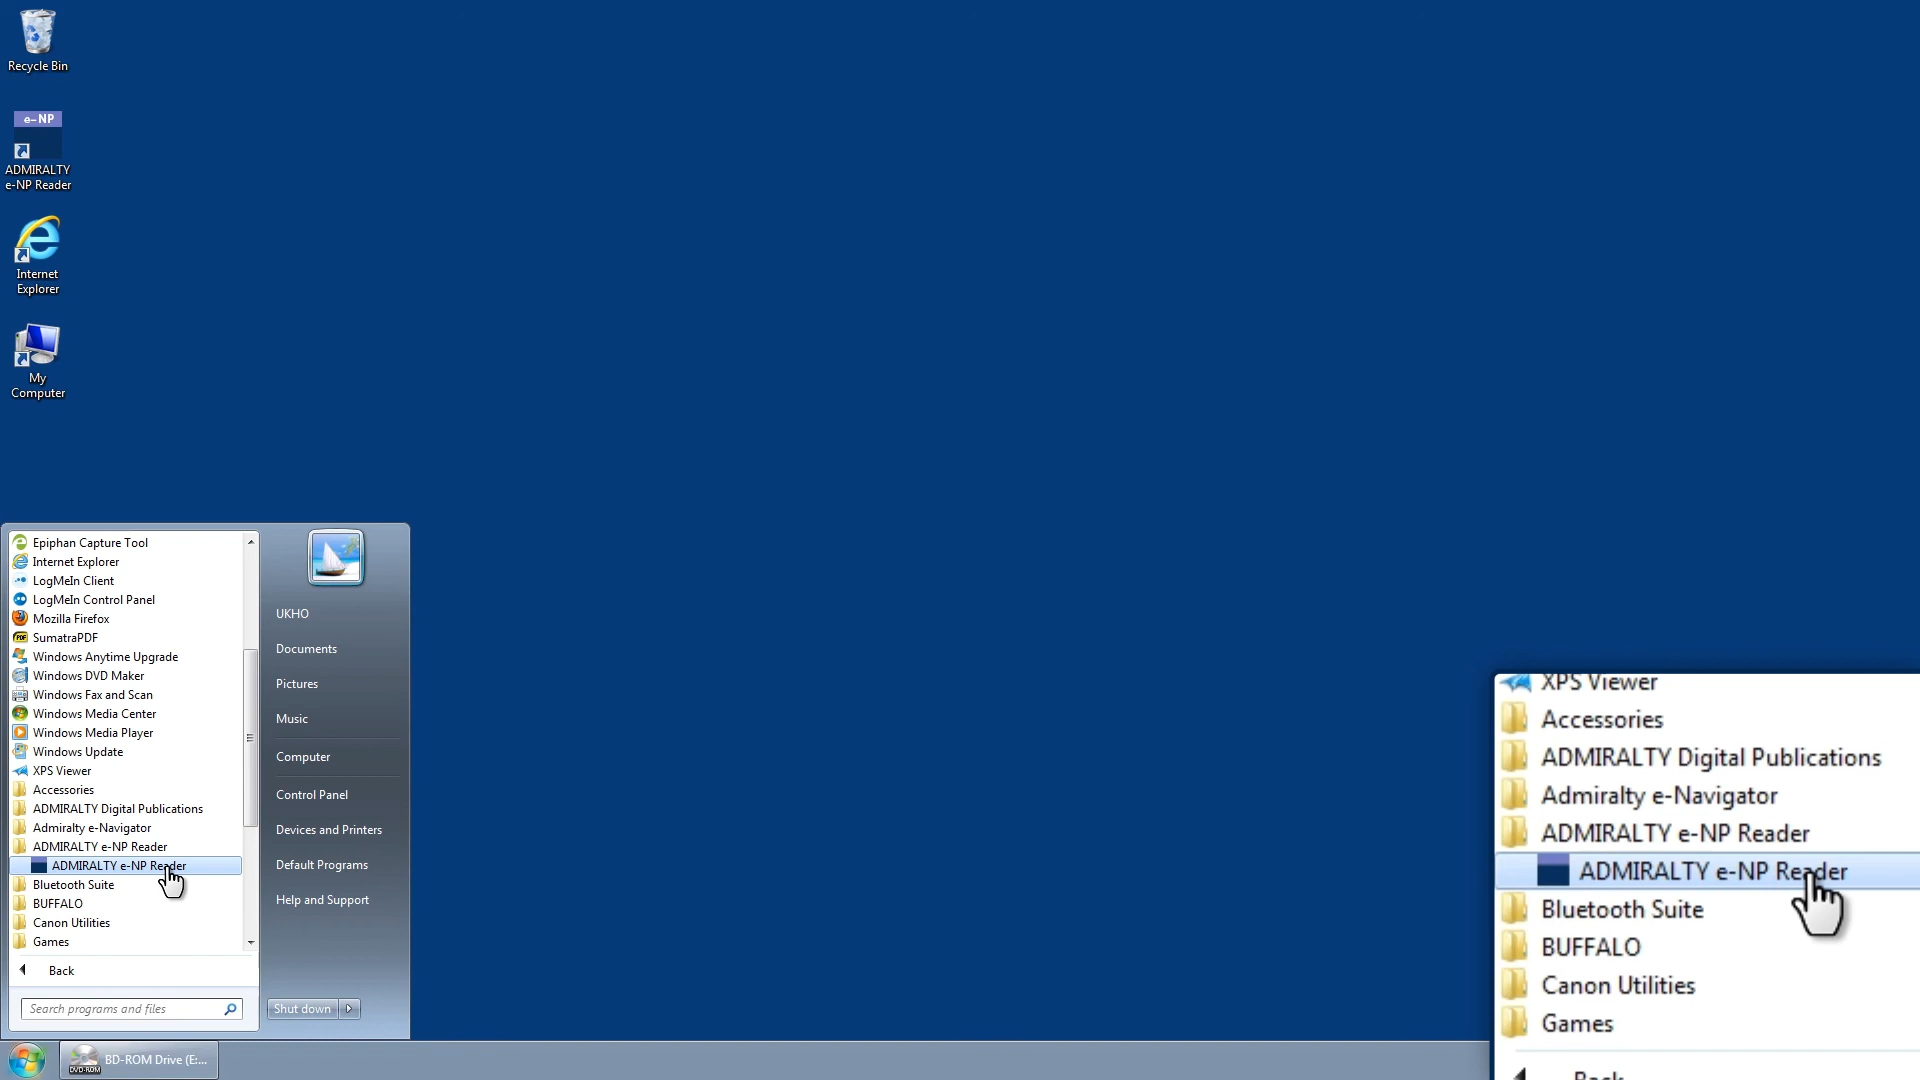 Recycle Bin
e-NP
ADMIRALTY
e-NP Reader
Internet
Explorer
My
Computer
Epiphan Capture Tool
Internet Explorer
LogMeIn Client
LogMeIn Control Panel
Mozilla Firefox
PDF
SumatraPDF
Windows Anytime Upgrade
Windows DVD Maker
Windows Fax and Scan
Windows Media Center
Windows Media Player
Windows Update
XPS Viewer
Accessories
ADMIRALTY Digital Publications
Admiralty e-Navigator
ADMIRALTY e-NP Reader
ADMIRALTY e-NP Reader
Bluetooth Suite
BUFFALO
Canon Utilities
Games
Back
Search programs and files
UKHO
Documents
Pictures
Music
Computer
Control Panel
Devices and Printers
Default Programs
Help and Support
Shut down
DVD-ROM
BD-ROM Drive (E:...
XPS Viewer
Accessories
ADMIRALTY Digital Publications
Admiralty e-Navigator
ADMIRALTY e-NP Reader
ADMIRALTY e-NP Reader
Bluetooth Suite
BUFFALO
Canon Utilities
Games
Back